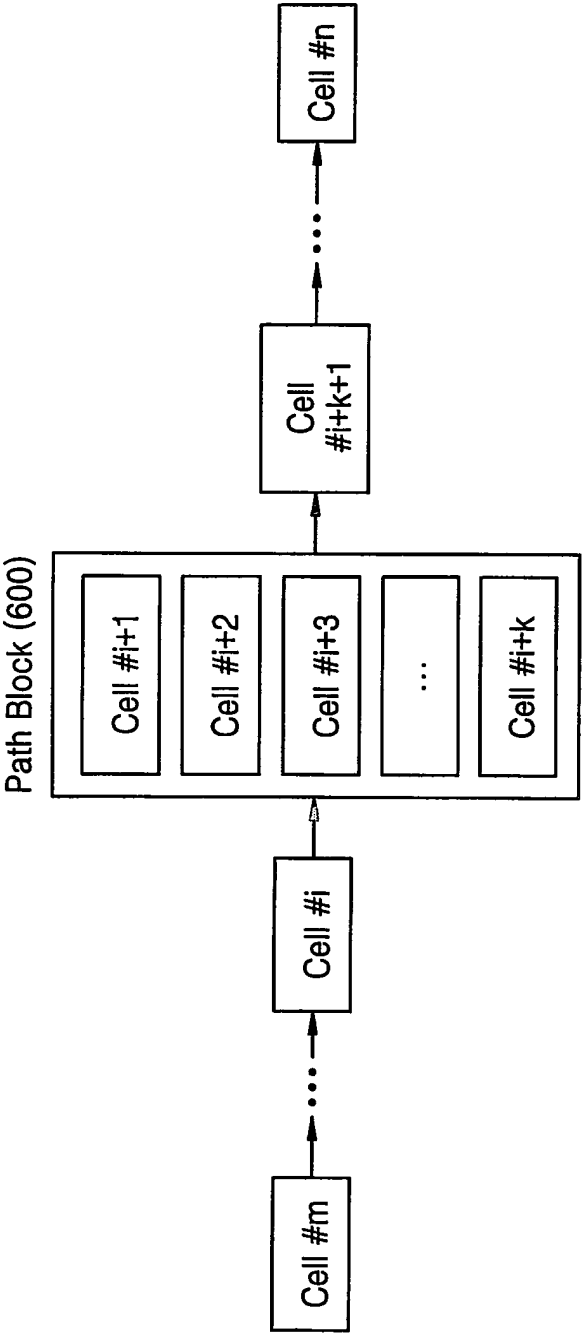 Path Block (600)
Cell #m
...
Cell #i
Cell #i+1
Cell #i+2
Cell #i+3
...
Cell #i+k
Cell
#i+k+1
...
Cell #n